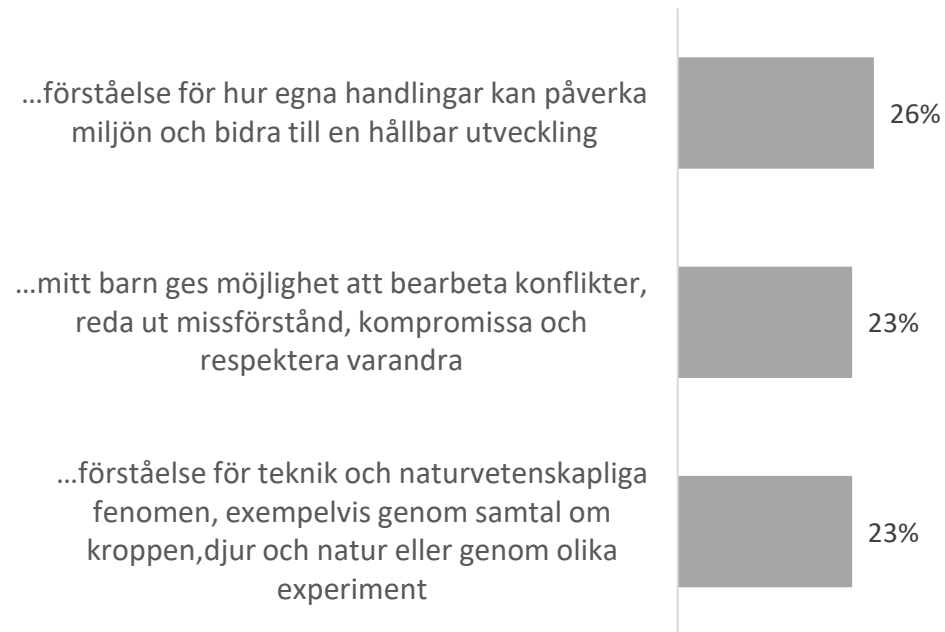 ...förståelse för hur egna handlingar kan påverka
miljön och bidra till en hållbar utveckling
26%
...mitt barn ges möjlighet att bearbeta konflikter,
reda ut missförstånd, kompromissa och
respektera varandra
23%
...förståelse för teknik och naturvetenskapliga
fenomen, exempelvis genom samtal om
kroppen,djur och natur eller genom olika
experiment
23%